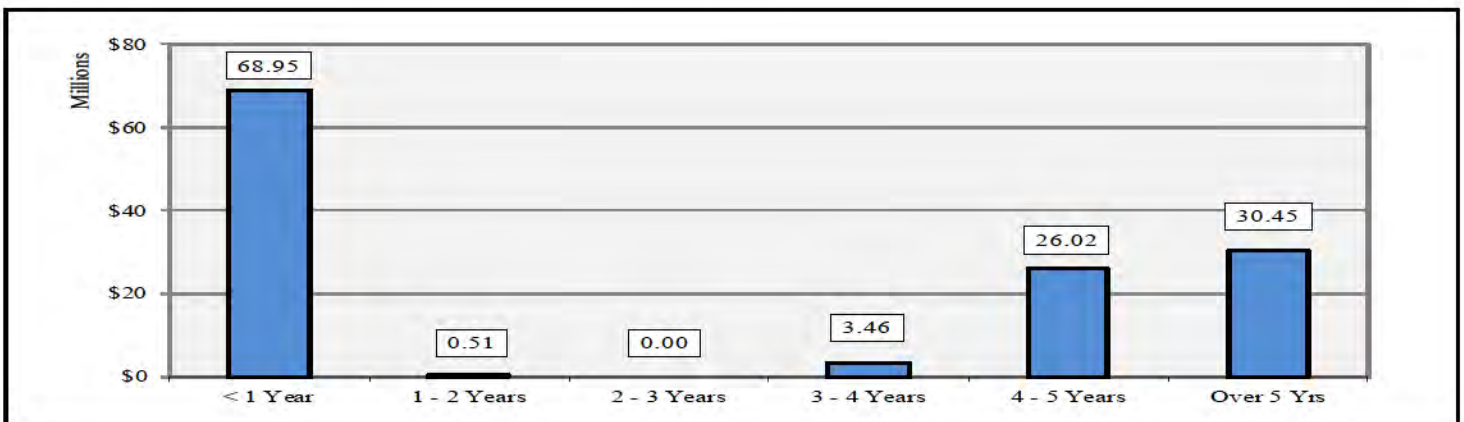 Millions
$80
$60
$40
$20
$0
68.95
0.51
0.00
3.46
26.02
30.45
< 1 Year
1 - 2 Years
2 - 3 Years
3 - 4 Years
4 - 5 Years
Over 5 Yrs